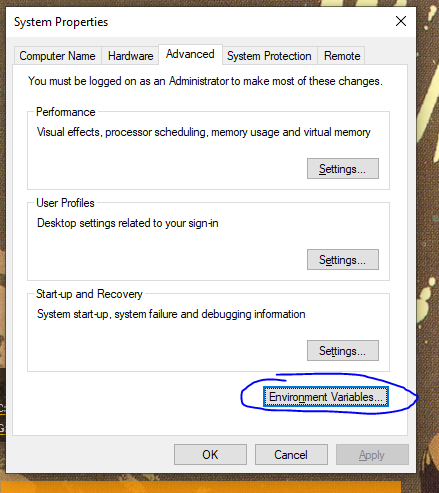 System Properties
Computer Name Hardware Advanced System Protection Remote
You must be logged on as an Administrator to make most of these changes.
Performance
Visual effects, processor scheduling, memory usage and virtual memory
Settings...
User Profiles
Desktop settings related to your sign-in
Settings...
Start-up and Recovery
System start-up, system failure and debugging information
Settings...
Environment Variables...
OK Cancel Apply